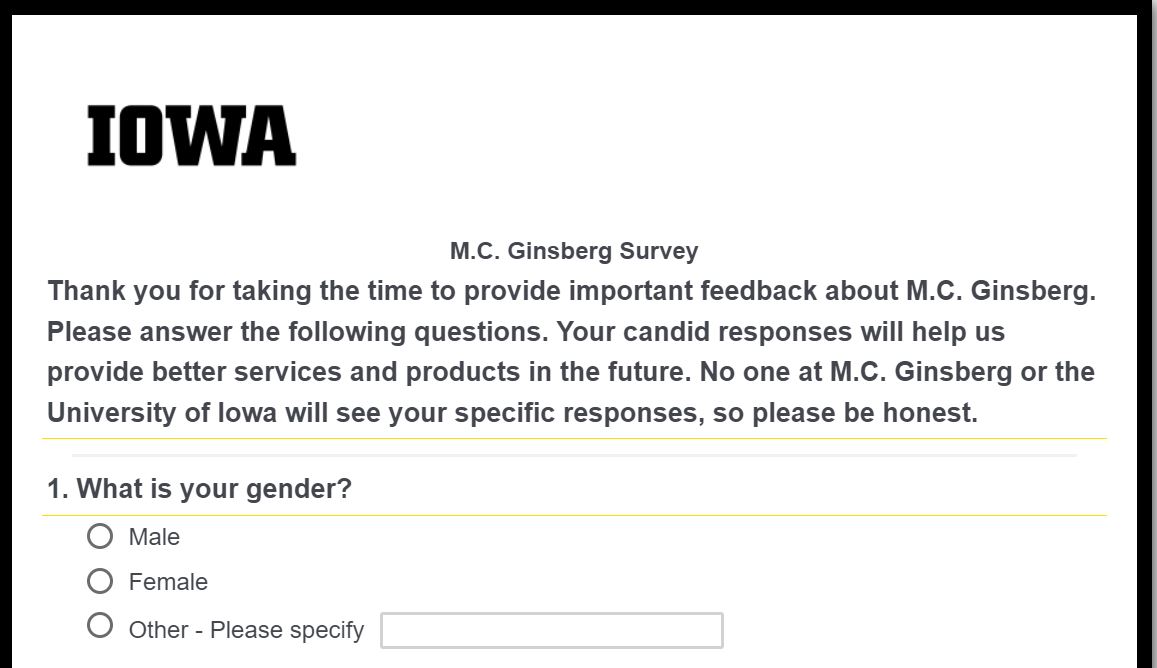 IOWA
M.C. Ginsberg Survey
Thank you for taking the time to provide important feedback about M.C. Ginsberg.
Please answer the following questions. Your candid responses will help us
provide better services and products in the future. No one at M.C. Ginsberg or the
University of Iowa will see your specific responses, so please be honest.
1. What is your gender?
Male
Female
Other - Please specify